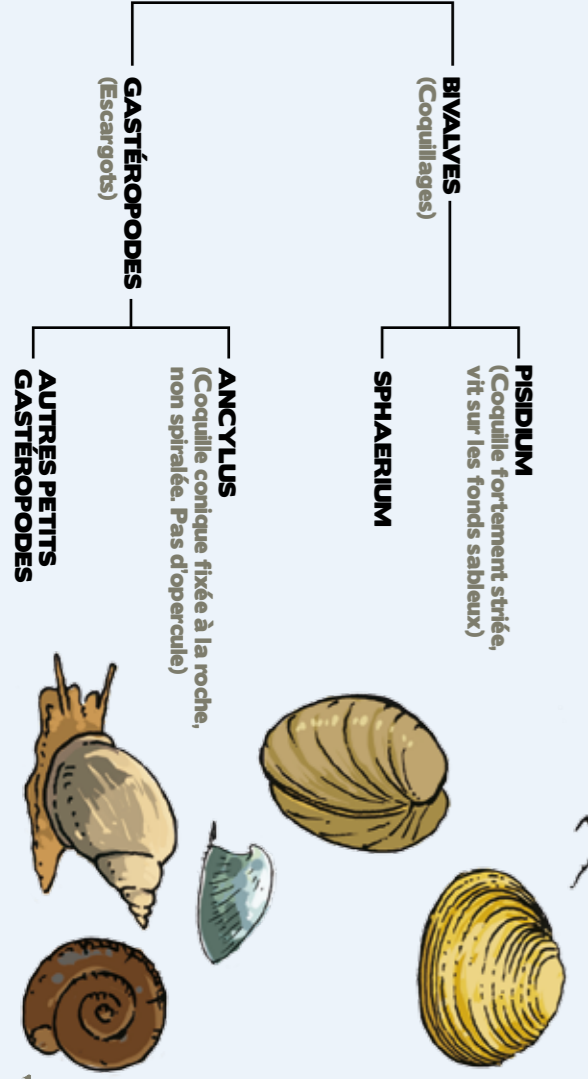 BIVALVES
(Coquillages)
PISIDIUM
(Coquille fortement striée,
vit sur les fonds sableux)
SPHAERIUM
GASTÉROPODES
(Escargots)
ANCYLUS
(Coquille conique fixée à la roche,
non spiralée. Pas d'opercule)
AUTRES PETITS
GASTÉROPODES